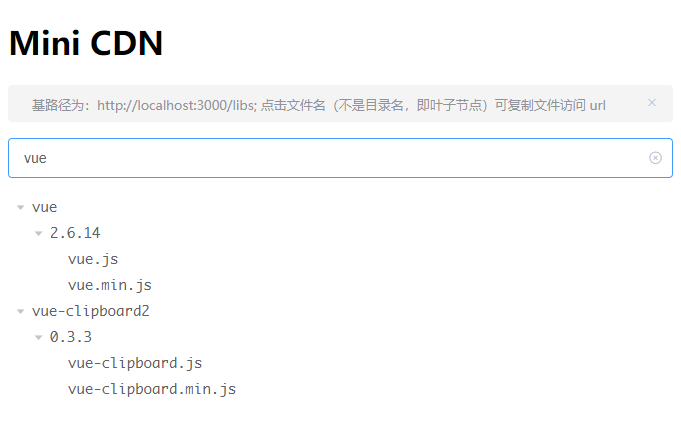 Mini CDN
基路径为：http://localhost:3000/libs; 点击文件名（不是目录名，即叶子节点）可复制文件访问 url
vue
vue
2.6.14
vue.js
vue.min.js
vue-clipboard2
0.3.3
vue-clipboard.js
vue-clipboard.min.js